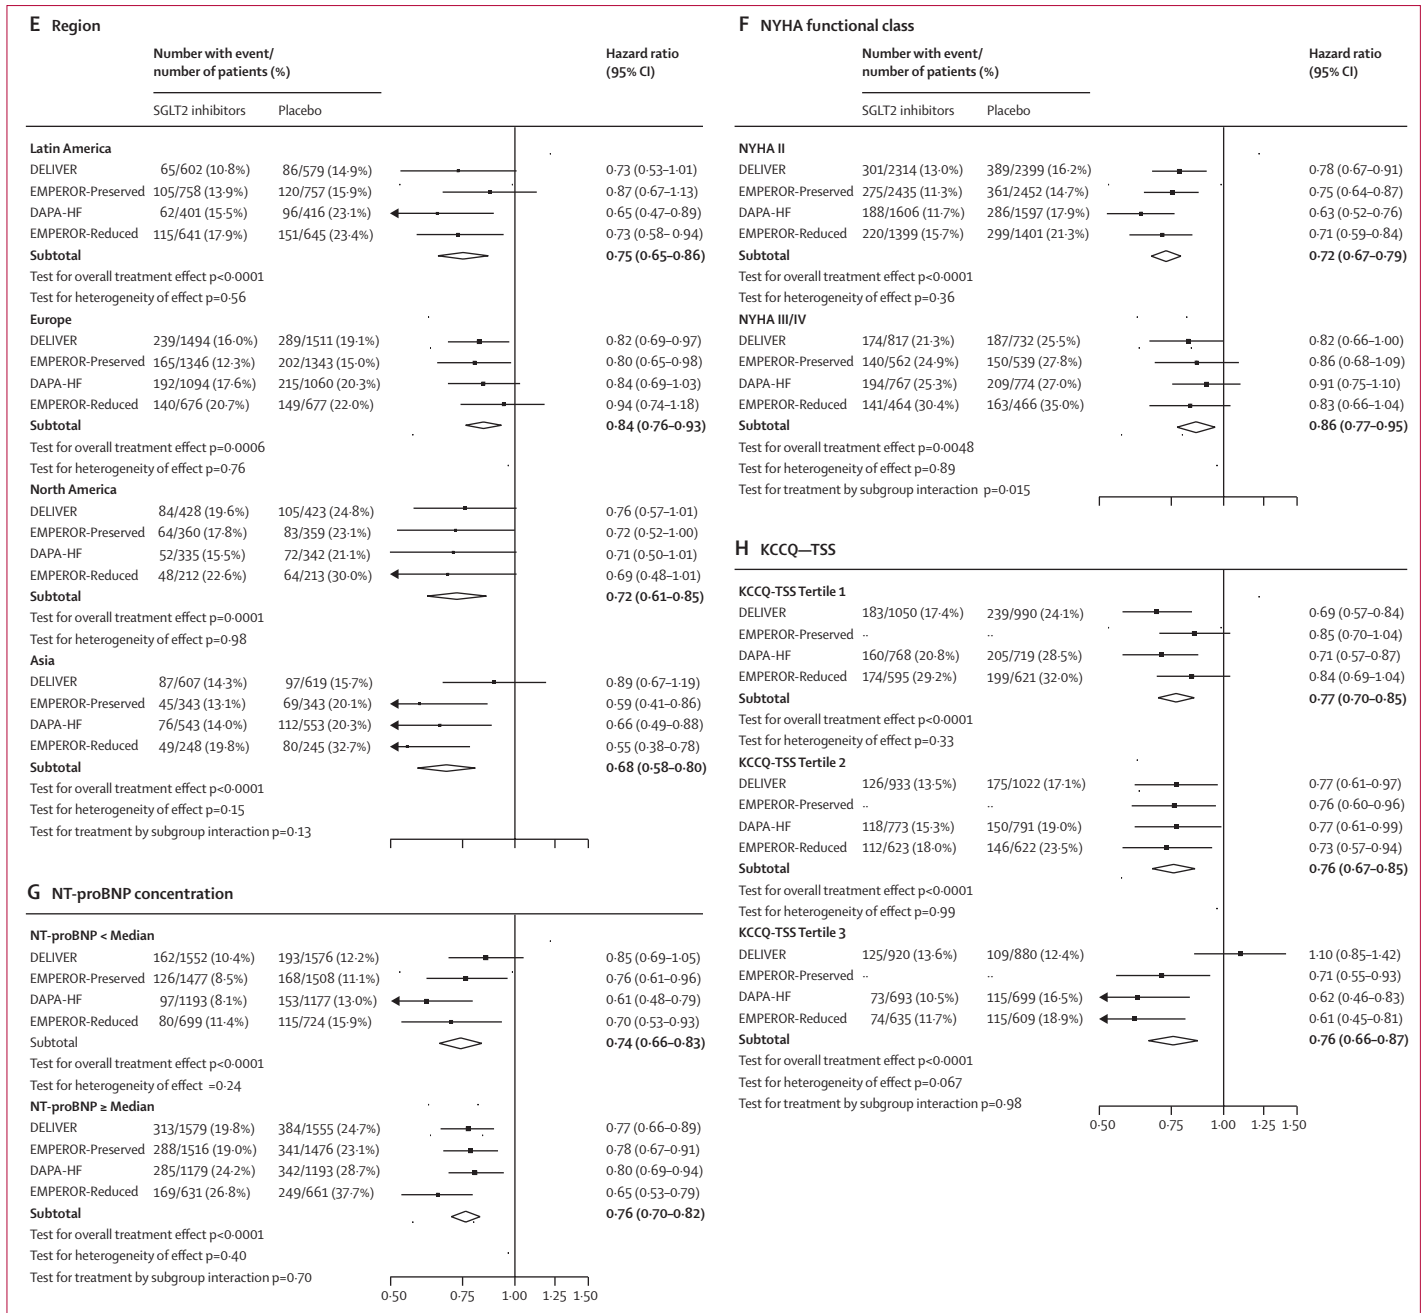 E Region
Number with event/
number of patients (%)
Hazard ratio
(95% CI)
SGLT2 inhibitors Placebo
Latin America
DELIVER 65/602 (10·8%) 86/579 (14·9%) 0·73 (0·53–1·01)
EMPEROR-Preserved 105/758 (13·9%) 120/757 (15·9%) 0·87 (0·67–1·13)
DAPA-HF 62/401 (15·5%) 96/416 (23·1%) 0·65 (0·47–0·89)
EMPEROR-Reduced 115/641 (17·9%) 151/645 (23·4%) 0·73 (0·58– 0·94)
Subtotal 0·75 (0·65–0·86)
Test for overall treatment effect p<0·0001
Test for heterogeneity of effect p=0·56
Europe
DELIVER 239/1494 (16·0%) 289/1511 (19·1%) 0·82 (0·69–0·97)
EMPEROR-Preserved 165/1346 (12·3%) 202/1343 (15·0%) 0·80 (0·65–0·98)
DAPA-HF 192/1094 (17·6%) 215/1060 (20·3%) 0·84 (0·69–1·03)
EMPEROR-Reduced 140/676 (20·7%) 149/677 (22·0%) 0·94 (0·74–1·18)
Subtotal 0·84 (0·76–0·93)
Test for overall treatment effect p=0·0006
Test for heterogeneity of effect p=0·76
North America
DELIVER 84/428 (19·6%) 105/423 (24·8%) 0·76 (0·57–1·01)
EMPEROR-Preserved 64/360 (17·8%) 83/359 (23·1%) 0·72 (0·52–1·00)
DAPA-HF 52/335 (15·5%) 72/342 (21·1%) 0·71 (0·50–1·01)
EMPEROR-Reduced 48/212 (22·6%) 64/213 (30·0%) 0·69 (0·48–1·01)
Subtotal 0·72 (0·61–0·85)
Test for overall treatment effect p=0·0001
Test for heterogeneity of effect p=0·98
Asia
DELIVER 87/607 (14·3%) 97/619 (15·7%) 0·89 (0·67–1·19)
EMPEROR-Preserved 45/343 (13·1%) 69/343 (20·1%) 0·59 (0·41–0·86)
DAPA-HF 76/543 (14·0%) 112/553 (20·3%) 0·66 (0·49–0·88)
EMPEROR-Reduced 49/248 (19·8%) 80/245 (32·7%) 0·55 (0·38–0·78)
Subtotal 0·68 (0·58–0·80)
Test for overall treatment effect p<0·0001
Test for heterogeneity of effect p=0·15
Test for treatment by subgroup interaction p=0·13
G NT-proBNP concentration
NT-proBNP < Median
DELIVER 162/1552 (10·4%) 193/1576 (12·2%) 0·85 (0·69–1·05)
EMPEROR-Preserved 126/1477 (8·5%) 168/1508 (11·1%) 0·76 (0·61–0·96)
DAPA-HF 97/1193 (8·1%) 153/1177 (13·0%) 0·61 (0·48–0·79)
EMPEROR-Reduced 80/699 (11·4%) 115/724 (15·9%) 0·70 (0·53–0·93)
Subtotal 0·74 (0·66–0·83)
Test for overall treatment effect p<0·0001
Test for heterogeneity of effect =0·24
NT-proBNP ≥ Median
DELIVER 313/1579 (19·8%) 384/1555 (24·7%) 0·77 (0·66–0·89)
EMPEROR-Preserved 288/1516 (19·0%) 341/1476 (23·1%) 0·78 (0·67–0·91)
DAPA-HF 285/1179 (24·2%) 342/1193 (28·7%) 0·80 (0·69–0·94)
EMPEROR-Reduced 169/631 (26·8%) 249/661 (37·7%) 0·65 (0·53–0·79)
Subtotal 0·76 (0·70–0·82)
Test for overall treatment effect p<0·0001
Test for heterogeneity of effect p=0·40
Test for treatment by subgroup interaction p=0·70
0·50 0·75 1·00 1·25 1·50
F NYHA functional class
Number with event/
number of patients (%)
Hazard ratio
(95% CI)
SGLT2 inhibitors Placebo
NYHA II
DELIVER 301/2314 (13·0%) 389/2399 (16·2%) 0·78 (0·67–0·91)
EMPEROR-Preserved 275/2435 (11·3%) 361/2452 (14·7%) 0·75 (0·64–0·87)
DAPA-HF 188/1606 (11·7%) 286/1597 (17·9%) 0·63 (0·52–0·76)
EMPEROR-Reduced 220/1399 (15·7%) 299/1401 (21·3%) 0·71 (0·59–0·84)
Subtotal 0·72 (0·67–0·79)
Test for overall treatment effect p<0·0001
Test for heterogeneity of effect p=0·36
NYHA III/IV
DELIVER 174/817 (21·3%) 187/732 (25·5%) 0·82 (0·66–1·00)
EMPEROR-Preserved 140/562 (24·9%) 150/539 (27·8%) 0·86 (0·68–1·09)
DAPA-HF 194/767 (25·3%) 209/774 (27·0%) 0·91 (0·75–1·10)
EMPEROR-Reduced 141/464 (30·4%) 163/466 (35·0%) 0·83 (0·66–1·04)
Subtotal 0·86 (0·77–0·95)
Test for overall treatment effect p=0·0048
Test for heterogeneity of effect p=0·89
Test for treatment by subgroup interaction p=0·015
H KCCQ—TSS
KCCQ-TSS Tertile 1
DELIVER 183/1050 (17·4%) 239/990 (24·1%) 0·69 (0·57–0·84)
EMPEROR-Preserved ·· ·· 0·85 (0·70–1·04)
DAPA-HF 160/768 (20·8%) 205/719 (28·5%) 0·71 (0·57–0·87)
EMPEROR-Reduced 174/595 (29·2%) 199/621 (32·0%) 0·84 (0·69–1·04)
Subtotal 0·77 (0·70–0·85)
Test for overall treatment effect p<0·0001
Test for heterogeneity of effect p=0·33
KCCQ-TSS Tertile 2
DELIVER 126/933 (13·5%) 175/1022 (17·1%) 0·77 (0·61–0·97)
EMPEROR-Preserved ·· ·· 0·76 (0·60–0·96)
DAPA-HF 118/773 (15·3%) 150/791 (19·0%) 0·77 (0·61–0·99)
EMPEROR-Reduced 112/623 (18·0%) 146/622 (23·5%) 0·73 (0·57–0·94)
Subtotal 0·76 (0·67–0·85)
Test for overall treatment effect p<0·0001
Test for heterogeneity of effect p=0·99
KCCQ-TSS Tertile 3
DELIVER 125/920 (13·6%) 109/880 (12·4%) 1·10 (0·85–1·42)
EMPEROR-Preserved ·· ·· 0·71 (0·55–0·93)
DAPA-HF 73/693 (10·5%) 115/699 (16·5%) 0·62 (0·46–0·83)
EMPEROR-Reduced 74/635 (11·7%) 115/609 (18·9%) 0·61 (0·45–0·81)
Subtotal 0·76 (0·66–0·87)
Test for overall treatment effect p<0·0001
Test for heterogeneity of effect p=0·067
Test for treatment by subgroup interaction p=0·98
0·50 0·75 1·00 1·25 1·50